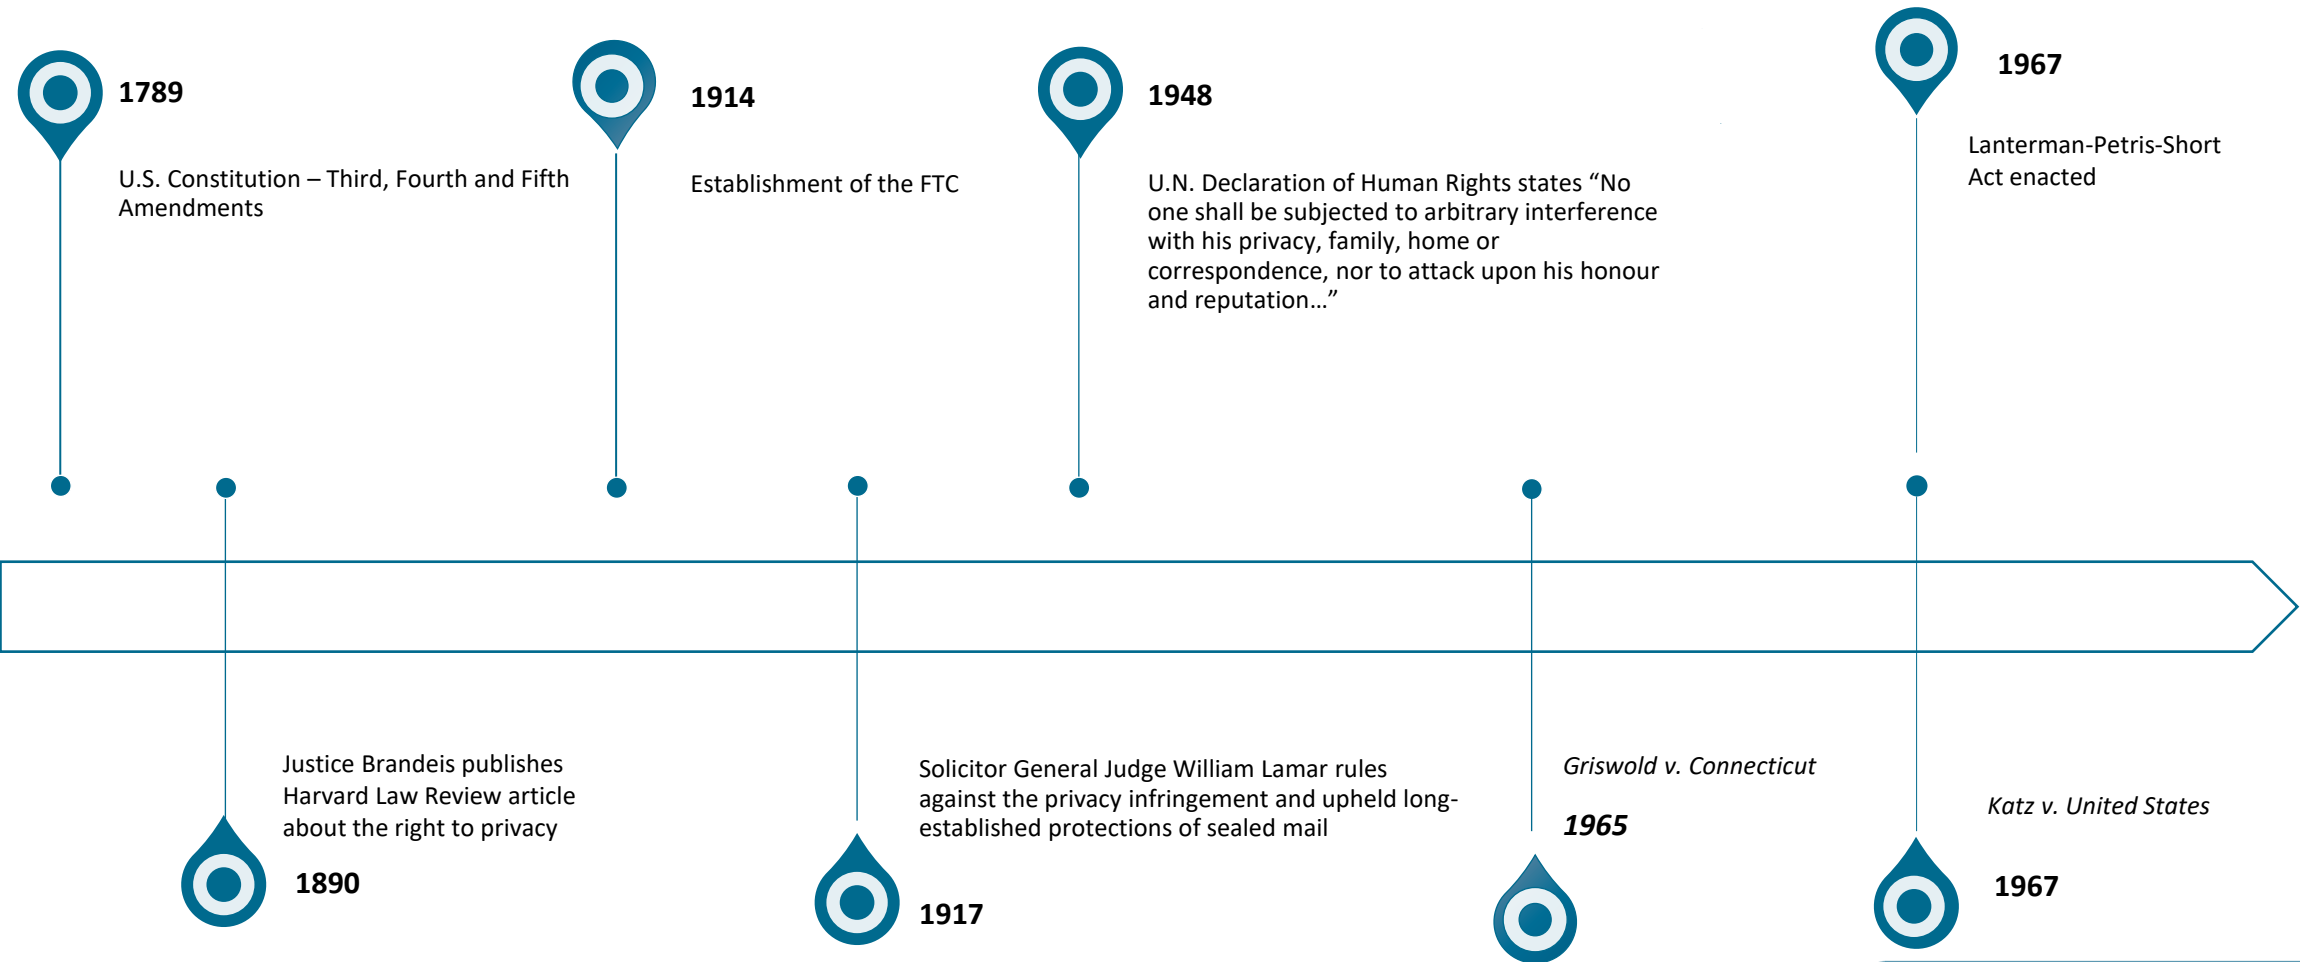 1789
U.S. Constitution – Third, Fourth and Fifth
Amendments
1914
Establishment of the FTC
1948
U.N. Declaration of Human Rights states “No
one shall be subjected to arbitrary interference
with his privacy, family, home or
correspondence, nor to attack upon his honour
and reputation…”
1967
Lanterman-Petris-Short
Act enacted
Justice Brandeis publishes
Harvard Law Review article
about the right to privacy
1890
Solicitor General Judge William Lamar rules
against the privacy infringement and upheld long-
established protections of sealed mail
1917
Griswold v. Connecticut
1965
Katz v. United States
1967